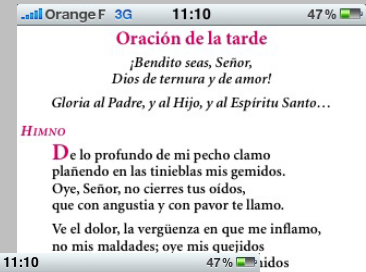 Orange F 3G 11:10 47%
Oración de la tarde
¡Bendito seas, Señor,
Dios de ternura y de amor!
Gloria al Padre, y al Hijo, y al Espíritu Santo…
HIMNO
De lo profundo de mi pecho clamo
plañendo en las tinieblas mis gemidos.
Oye, Señor, no cierres tus oídos,
que con angustia y con pavor te llamo.
Ve el dolor, la vergüenza en que me inflamo,
no mis maldades; oye mis quejidos
11:10 47%